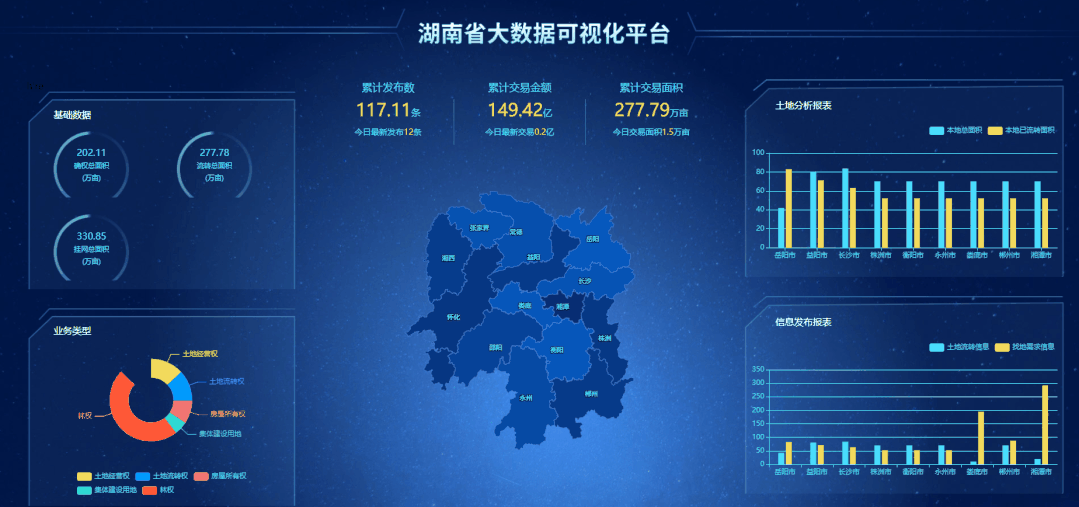 湖南省大数据可视化平台
累计发布数
117.11条
今日最新发布12条
累计交易金额
149.42亿
今日最新交易0.2亿
累计交易面积
277.79万亩
今日交易面积1.5万亩
基础数据
202.11
确权总面积
(万亩)
277.78
流转总面积
(万亩)
330.85
挂网总面积
(万亩)
业务类型
土地经营权
土地流转权
房屋所有权
集体建设用地
林权
土地经营权 土地流转权 房屋所有权
集体建设用地 林权
张家界
常德
岳阳
湘西
益阳
长沙
娄底
湘潭
怀化
株洲
邵阳
衡阳
永州
郴州
土地分析报表
本地总面积 本地已流转面积
100
80
60
40
20
0
岳阳市 益阳市 长沙市 株洲市 衡阳市 永州市 娄底市 郴州市 湘潭市
信息发布报表
土地流转信息 找地需求信息
350
300
250
200
150
100
50
0
岳阳市 益阳市 长沙市 株洲市 衡阳市 永州市 娄底市 郴州市 湘潭市